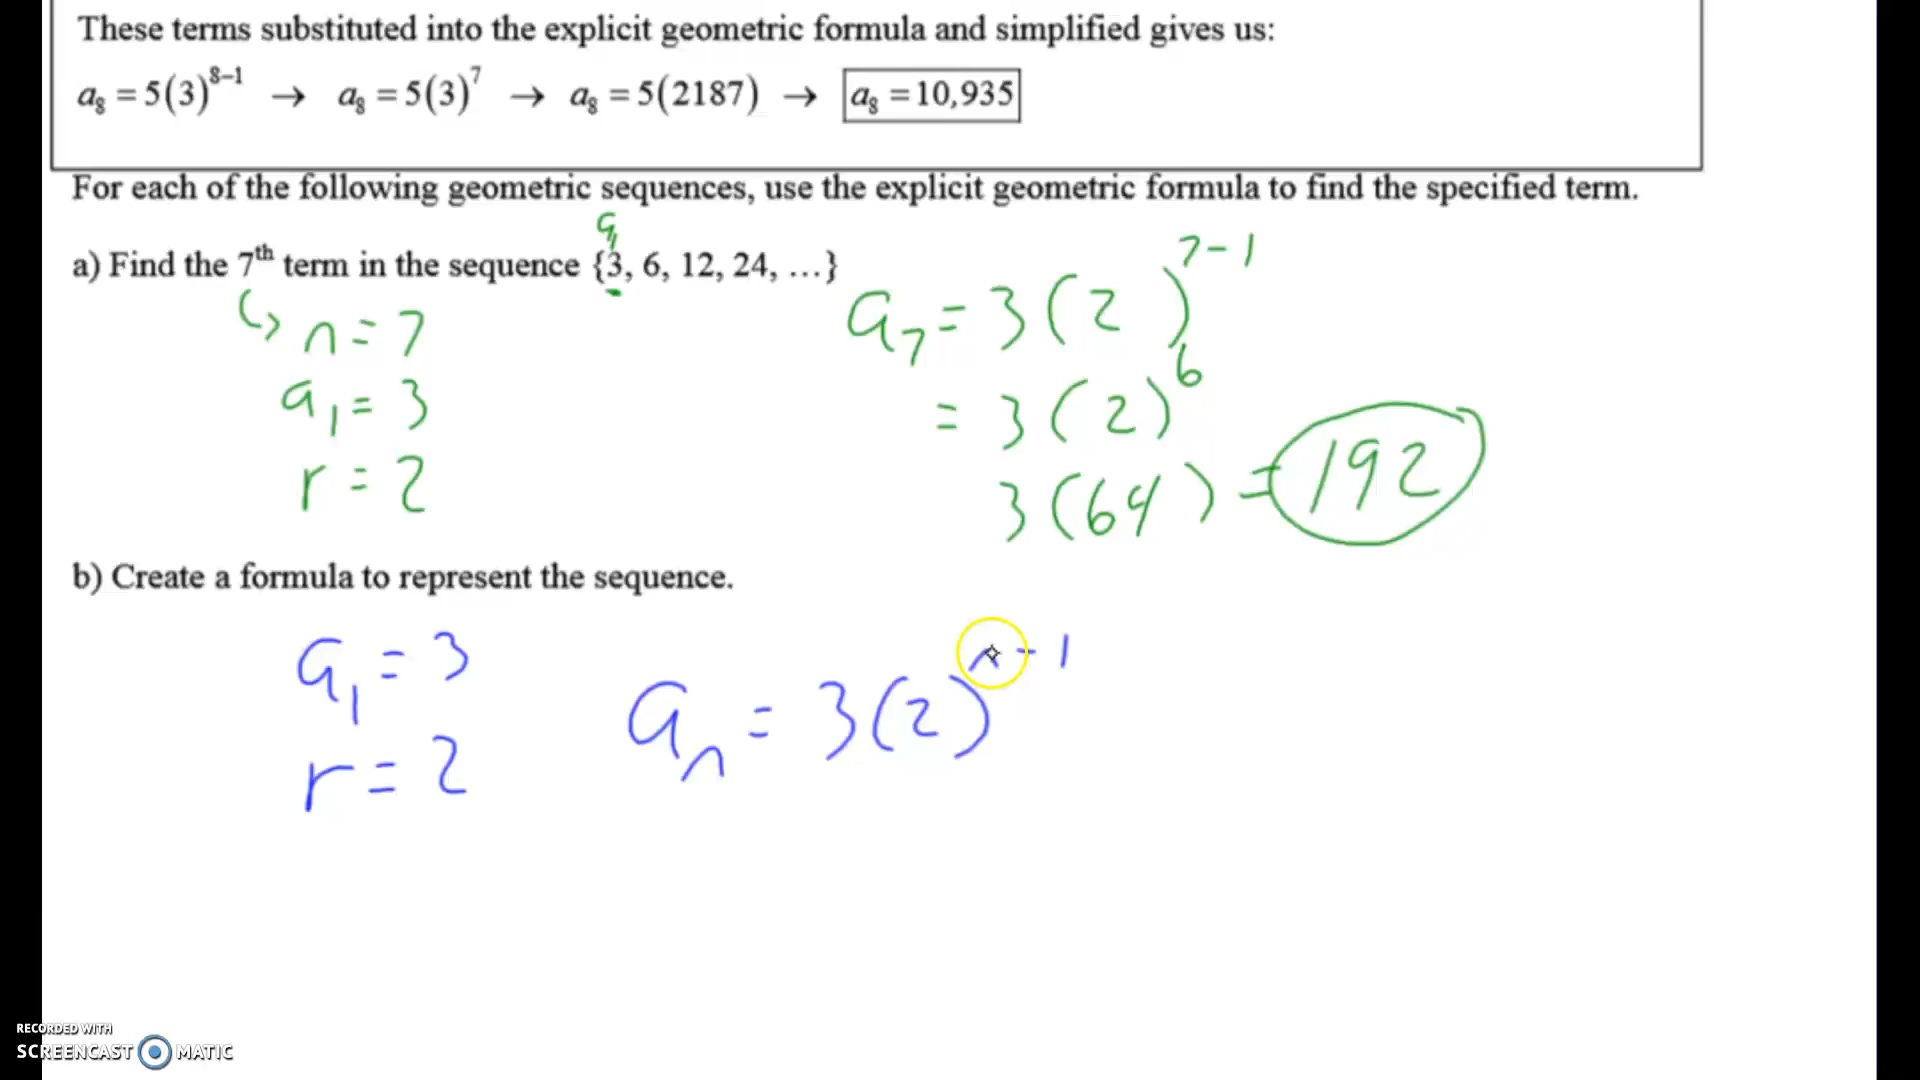 These terms substituted into the explicit geometric formula and simplified gives us:
a₈ = 5(3)⁸⁻¹ → a₈ = 5(3)⁷ → a₈ = 5(2187) → a₈ = 10,935
For each of the following geometric sequences, use the explicit geometric formula to find the specified term.
a₁
a) Find the 7ᵗʰ term in the sequence {3, 6, 12, 24, …}
n = 7
a₁ = 3
r = 2
a₇ = 3(2)⁷⁻¹
= 3(2)⁶
3(64) = 192
b) Create a formula to represent the sequence.
a₁ = 3
r = 2
aₙ = 3(2)ⁿ⁻¹
RECORDED WITH
SCREENCAST MATIC